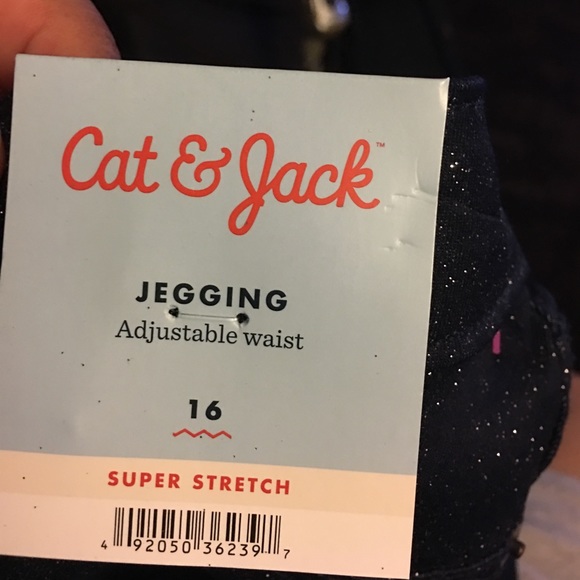 Cat & Jack™
JEGGING
Adjustable waist
16
SUPER STRETCH
4 92050 36239 7